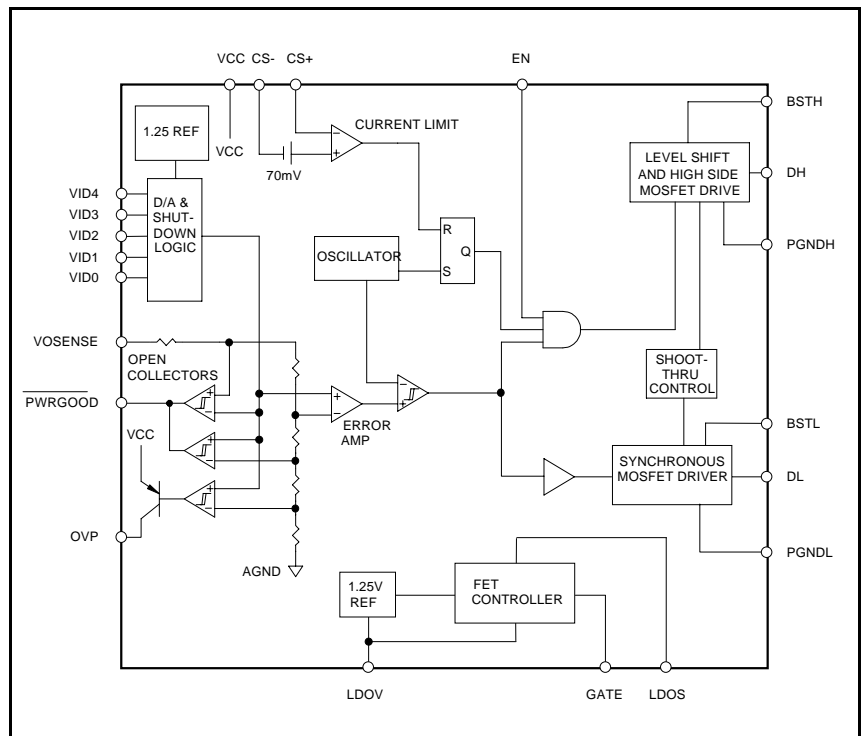 VCC CS- CS+ EN
BSTH
1.25 REF
VCC
CURRENT LIMIT
70mV
LEVEL SHIFT
AND HIGH SIDE
MOSFET DRIVE
DH
VID4
VID3
VID2
VID1
VID0
D/A &
SHUT-
DOWN
LOGIC
PGNDH
OSCILLATOR
R
Q
S
VOSENSE
OPEN
COLLECTORS
SHOOT-
THRU
CONTROL
PWRGOOD
+
−
+
−
ERROR
AMP
−
+
BSTL
VCC
+
−
SYNCHRONOUS
MOSFET DRIVER
DL
+
−
OVP
AGND
PGNDL
1.25V
REF
FET
CONTROLLER
LDOV GATE LDOS